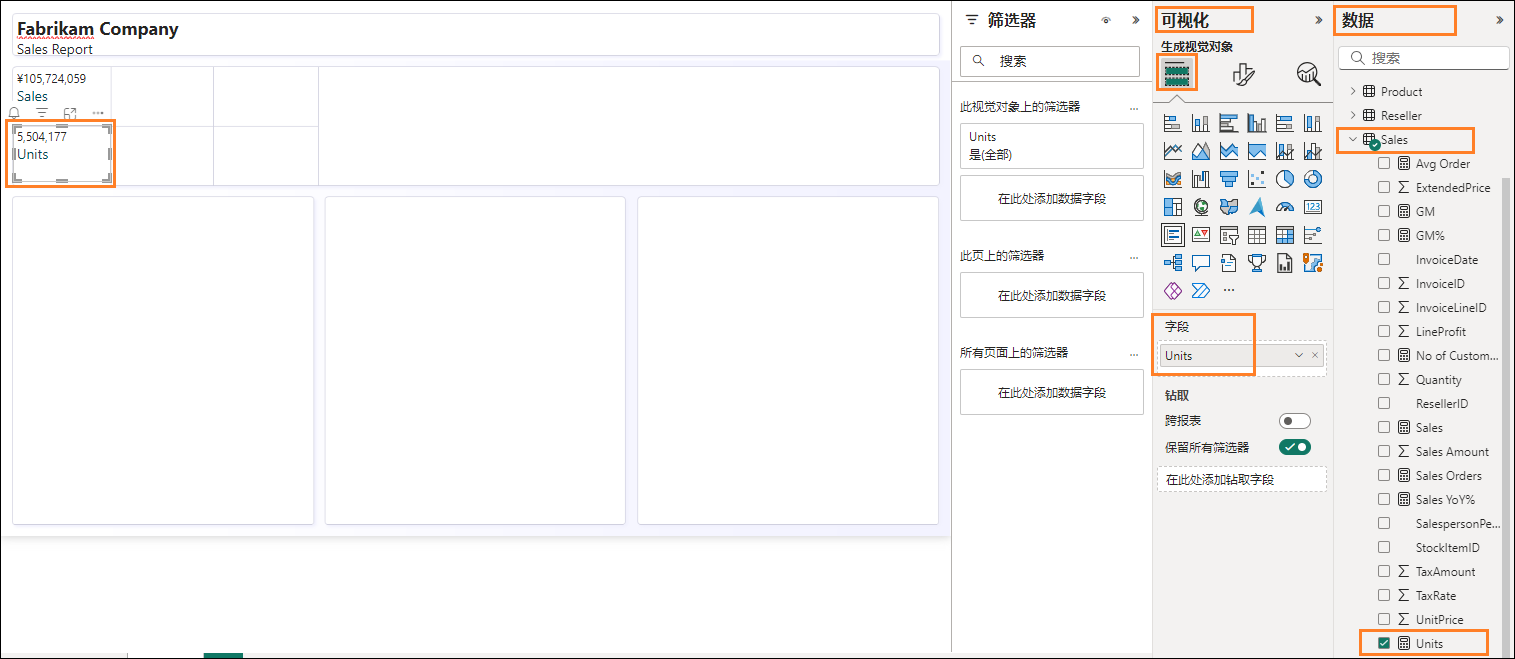 Fabrikam Company
Sales Report
¥105,724,059
Sales
5,504,177
Units
筛选器
搜索
此视觉对象上的筛选器
...
Units
是(全部)
在此处添加数据字段
此页上的筛选器
...
在此处添加数据字段
所有页面上的筛选器
...
在此处添加数据字段
可视化
生成视觉对象
123
...
字段
Units
钻取
跨报表
保留所有筛选器
在此处添加钻取字段
数据
搜索
Product
Reseller
Sales
Avg Order
ExtendedPrice
GM
GM%
InvoiceDate
InvoiceID
InvoiceLineID
LineProfit
No of Custom...
Quantity
ResellerID
Sales
Sales Amount
Sales Orders
Sales YoY%
SalespersonPe...
StockItemID
TaxAmount
TaxRate
UnitPrice
Units